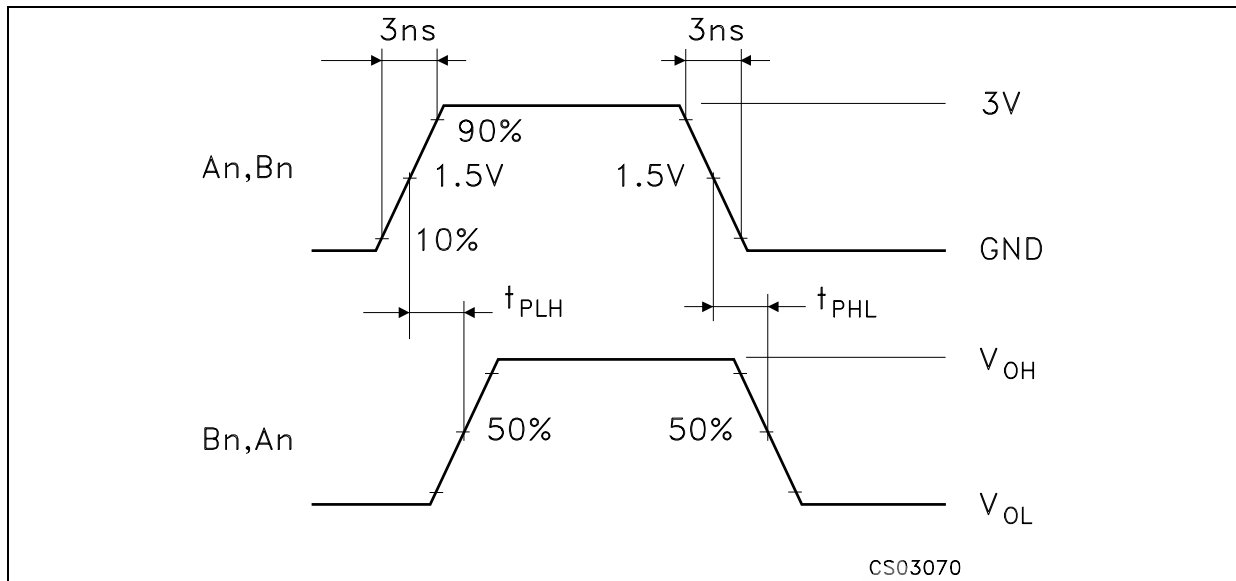 3ns 3ns
3V
90%
An,Bn 1.5V 1.5V
10% GND
tPLH tPHL
VOH
50% 50%
Bn,An
VOL
CS03070